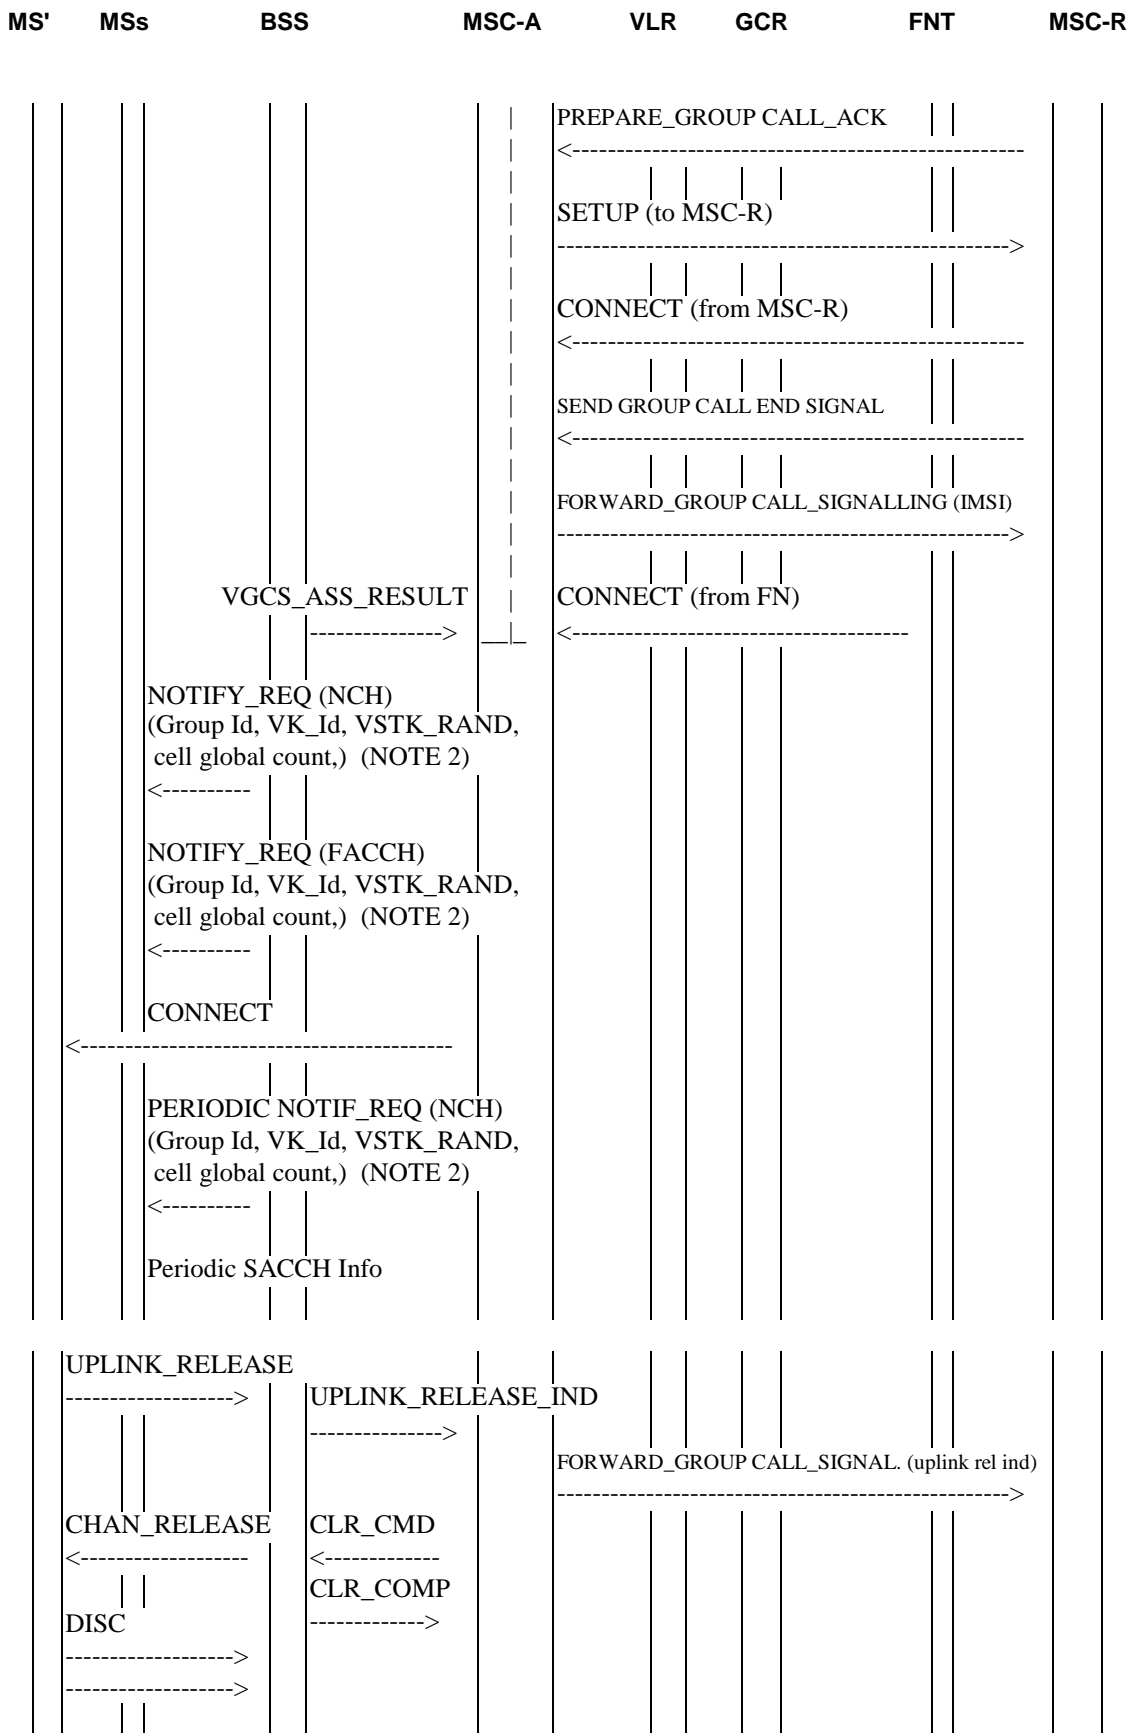 MS' MSs BSS MSC-A VLR GCR FNT MSC-R
PREPARE_GROUP CALL_ACK
<---------------------------------------------------
SETUP (to MSC-R)
--------------------------------------------------->
CONNECT (from MSC-R)
<---------------------------------------------------
SEND GROUP CALL END SIGNAL
<---------------------------------------------------
FORWARD_GROUP CALL_SIGNALLING (IMSI)
--------------------------------------------------->
VGCS_ASS_RESULT CONNECT (from FN)
---------------> __|_ <--------------------------------------
NOTIFY_REQ (NCH)
(Group Id, VK_Id, VSTK_RAND,
cell global count,) (NOTE 2)
<----------
NOTIFY_REQ (FACCH)
(Group Id, VK_Id, VSTK_RAND,
cell global count,) (NOTE 2)
<----------
CONNECT
<------------------------------------------
PERIODIC NOTIF_REQ (NCH)
(Group Id, VK_Id, VSTK_RAND,
cell global count,) (NOTE 2)
<----------
Periodic SACCH Info
UPLINK_RELEASE
-------------------> UPLINK_RELEASE_IND
--------------->
FORWARD_GROUP CALL_SIGNAL. (uplink rel ind)
--------------------------------------------------->
CHAN_RELEASE CLR_CMD
<------------------- <-------------
CLR_COMP
DISC ------------->
------------------->
------------------->